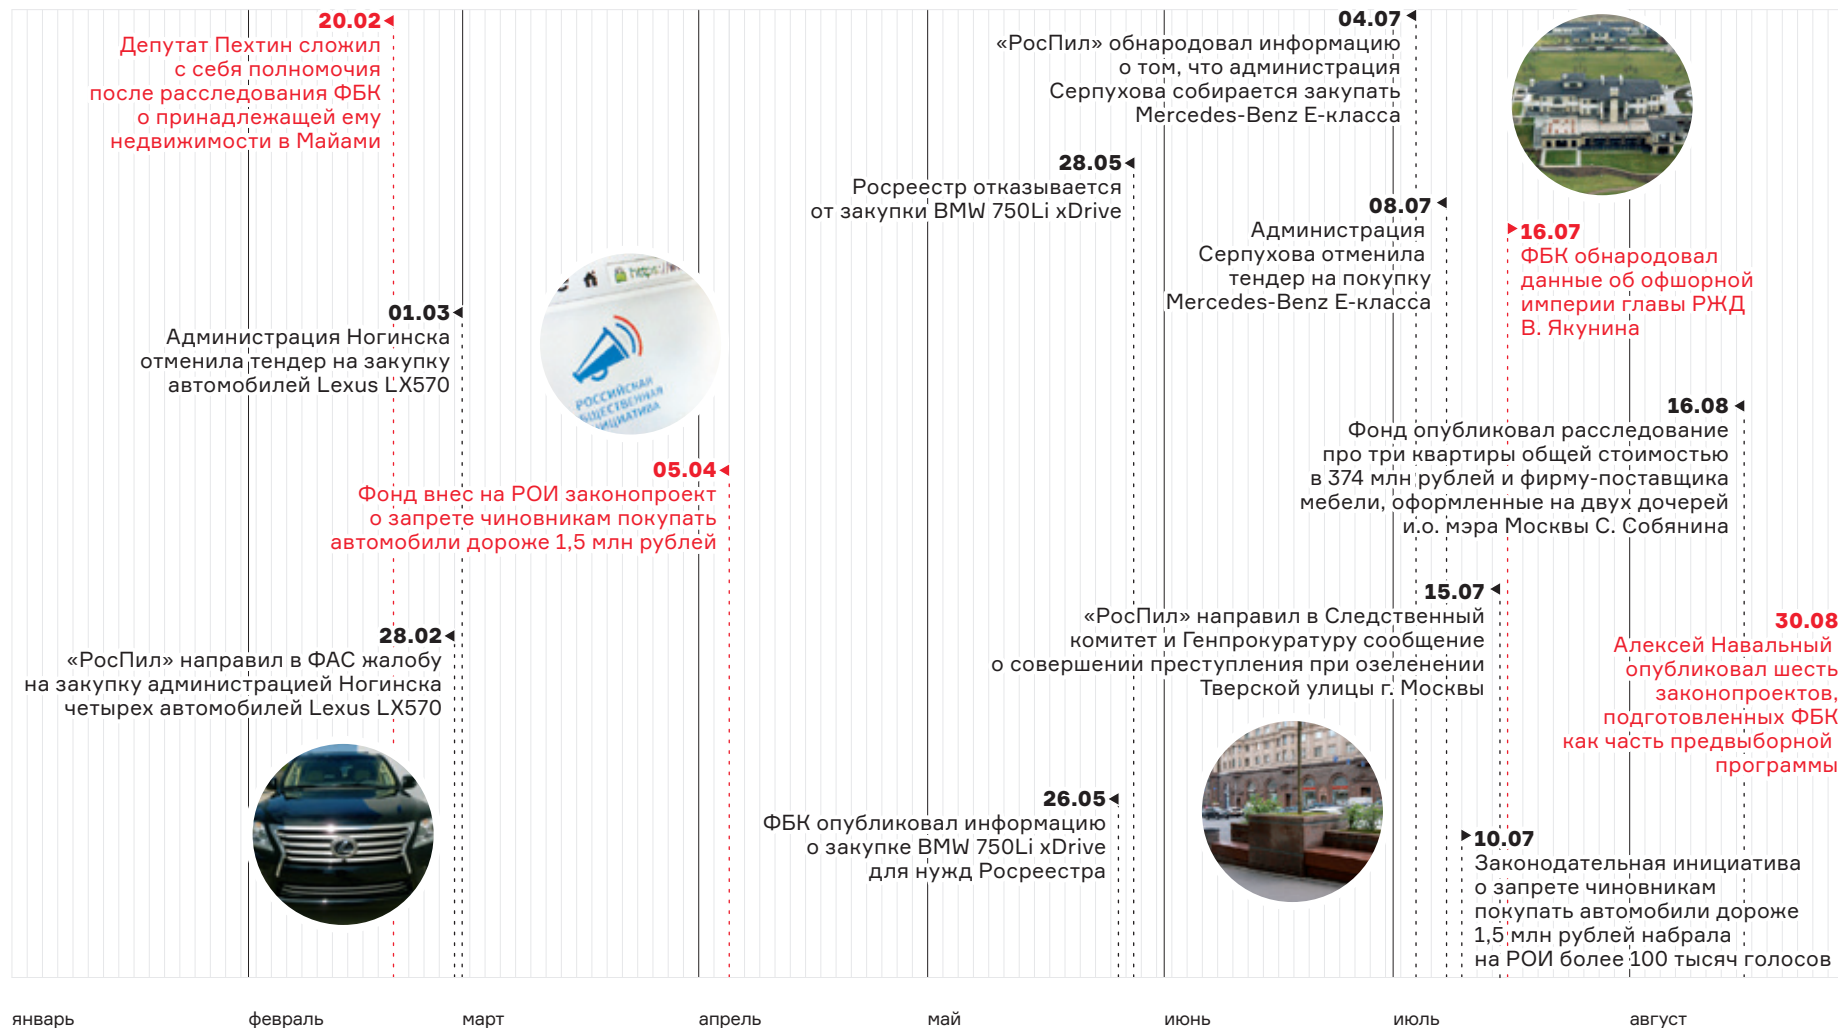 20.02
Депутат Пехтин сложил
с себя полномочия
после расследования ФБК
о принадлежащей ему
недвижимости в Майами
01.03
Администрация Ногинска
отменила тендер на закупку
автомобилей Lexus LX570
28.02
«РосПил» направил в ФАС жалобу
на закупку администрацией Ногинска
четырех автомобилей Lexus LX570
https://
РОССИЙСКАЯ
БЩЕСТВЕННАЯ
НИЦИАТИВА
05.04
Фонд внес на РОИ законопроект
о запрете чиновникам покупать
автомобили дороже 1,5 млн рублей
28.05
Росреестр отказывается
от закупки BMW 750Li xDrive
26.05
ФБК опубликовал информацию
о закупке BMW 750Li xDrive
для нужд Росреестра
04.07
«РосПил» обнародовал информацию
о том, что администрация
Серпухова собирается закупать
Mercedes-Benz E-класса
08.07
Администрация
Серпухова отменила
тендер на покупку
Mercedes-Benz E-класса
16.07
ФБК обнародовал
данные об офшорной
империи главы РЖД
В. Якунина
16.08
Фонд опубликовал расследование
про три квартиры общей стоимостью
в 374 млн рублей и фирму-поставщика
мебели, оформленные на двух дочерей
и.о. мэра Москвы С. Собянина
15.07
«РосПил» направил в Следственный
комитет и Генпрокуратуру сообщение
о совершении преступления при озеленении
Тверской улицы г. Москвы
30.08
Алексей Навальный
опубликовал шесть
законопроектов,
подготовленных ФБК
как часть предвыборной
программы
10.07
Законодательная инициатива
о запрете чиновникам
покупать автомобили дороже
1,5 млн рублей набрала
на РОИ более 100 тысяч голосов
январь
февраль
март
апрель
май
июнь
июль
август